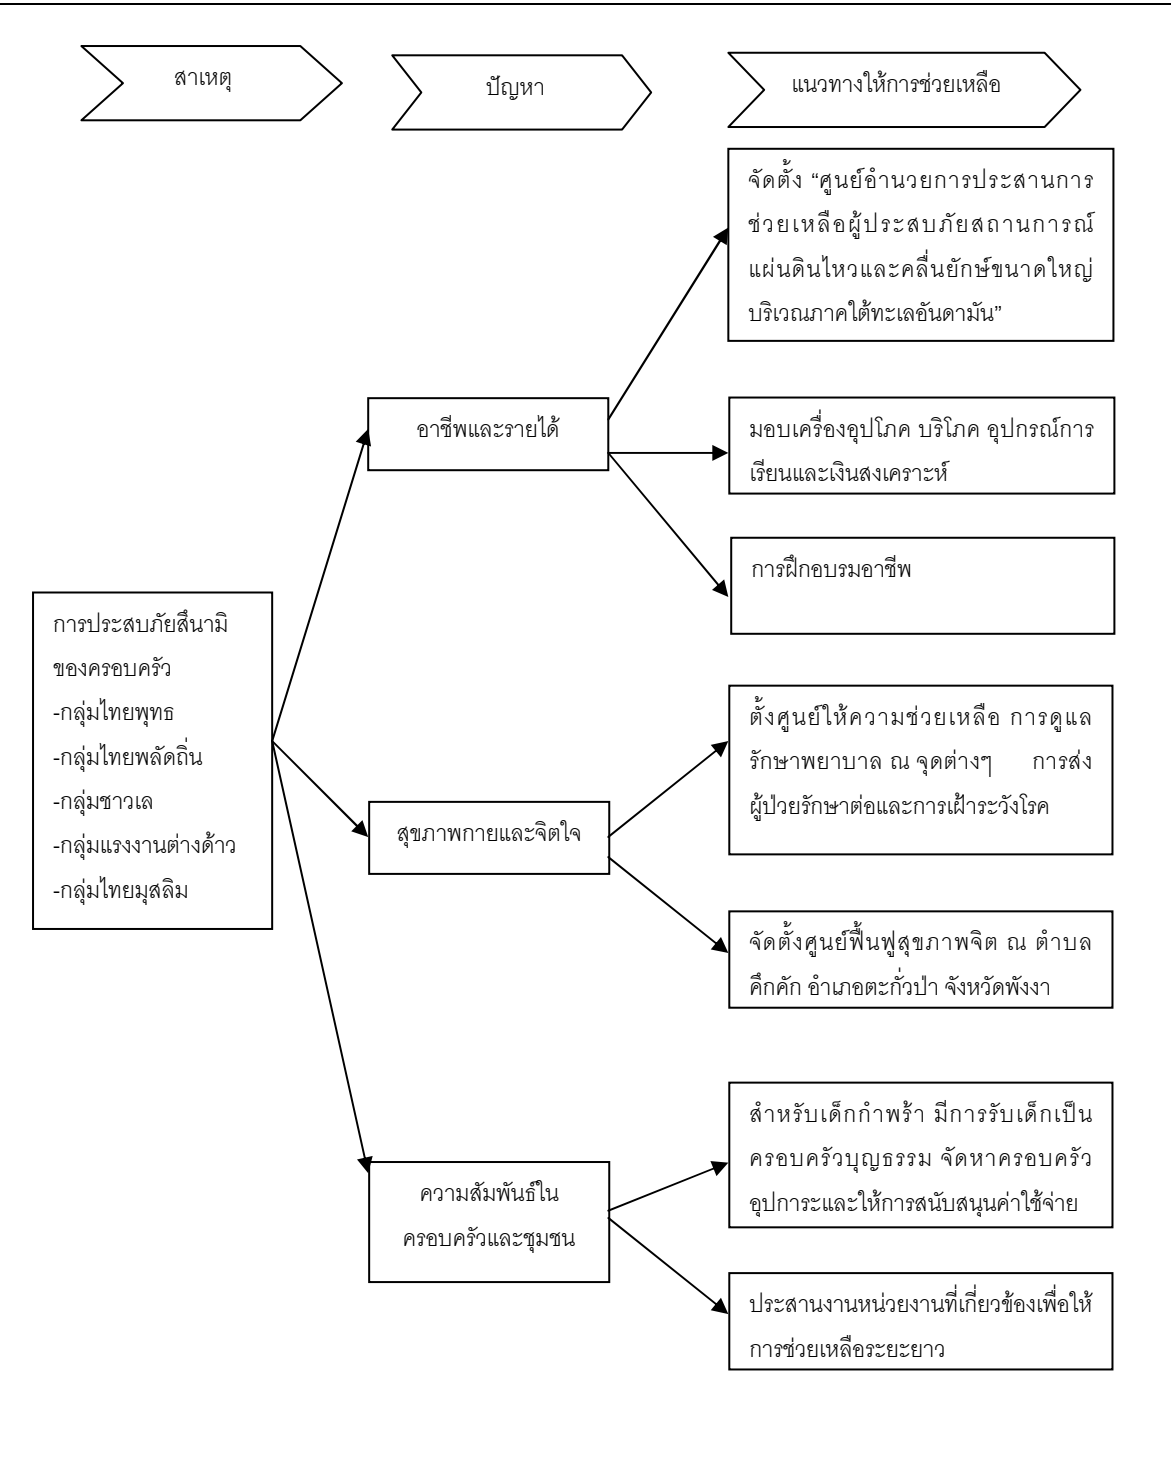 สาเหตุ
ปัญหา
แนวทางให้การช่วยเหลือ
จัดตั้ง “ศูนย์อำนวยการประสานการ
ช่วยเหลือผู้ประสบภัยสถานการณ์
แผ่นดินไหวและคลื่นยักษ์ขนาดใหญ่
บริเวณภาคใต้ทะเลอันดามัน”
อาชีพและรายได้
มอบเครื่องอุปโภค บริโภค อุปกรณ์การ
เรียนและเงินสงเคราะห์
การฝึกอบรมอาชีพ
การประสบภัยสึนามิ
ของครอบครัว
-กลุ่มไทยพุทธ
-กลุ่มไทยพลัดถิ่น
-กลุ่มชาวเล
-กลุ่มแรงงานต่างด้าว
-กลุ่มไทยมุสลิม
ตั้งศูนย์ให้ความช่วยเหลือ การดูแล
รักษาพยาบาล ณ จุดต่างๆ การส่ง
ผู้ป่วยรักษาต่อและการเฝ้าระวังโรค
สุขภาพกายและจิตใจ
จัดตั้งศูนย์ฟื้นฟูสุขภาพจิต ณ ตำบล
คึกคัก อำเภอตะกั่วป่า จังหวัดพังงา
สำหรับเด็กกำพร้า มีการรับเด็กเป็น
ครอบครัวบุญธรรม จัดหาครอบครัว
อุปการะและให้การสนับสนุนค่าใช้จ่าย
ความสัมพันธ์ใน
ครอบครัวและชุมชน
ประสานงานหน่วยงานที่เกี่ยวข้องเพื่อให้
การช่วยเหลือระยะยาว